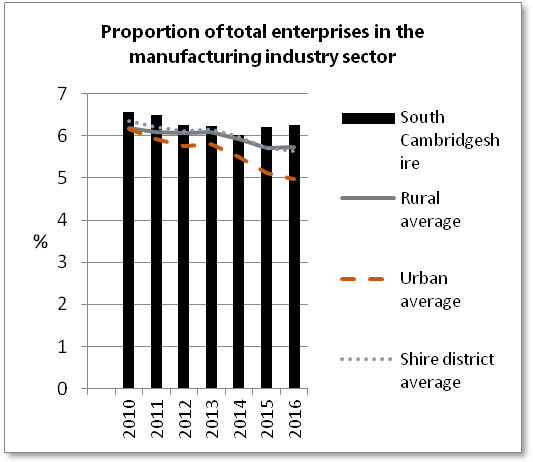 Proportion of total enterprises in the
manufacturing industry sector
7
6
5
4
3
2
1
0
%
2010
2011
2012
2013
2014
2015
2016
South
Cambridgesh
ire
Rural
average
Urban
average
Shire district
average